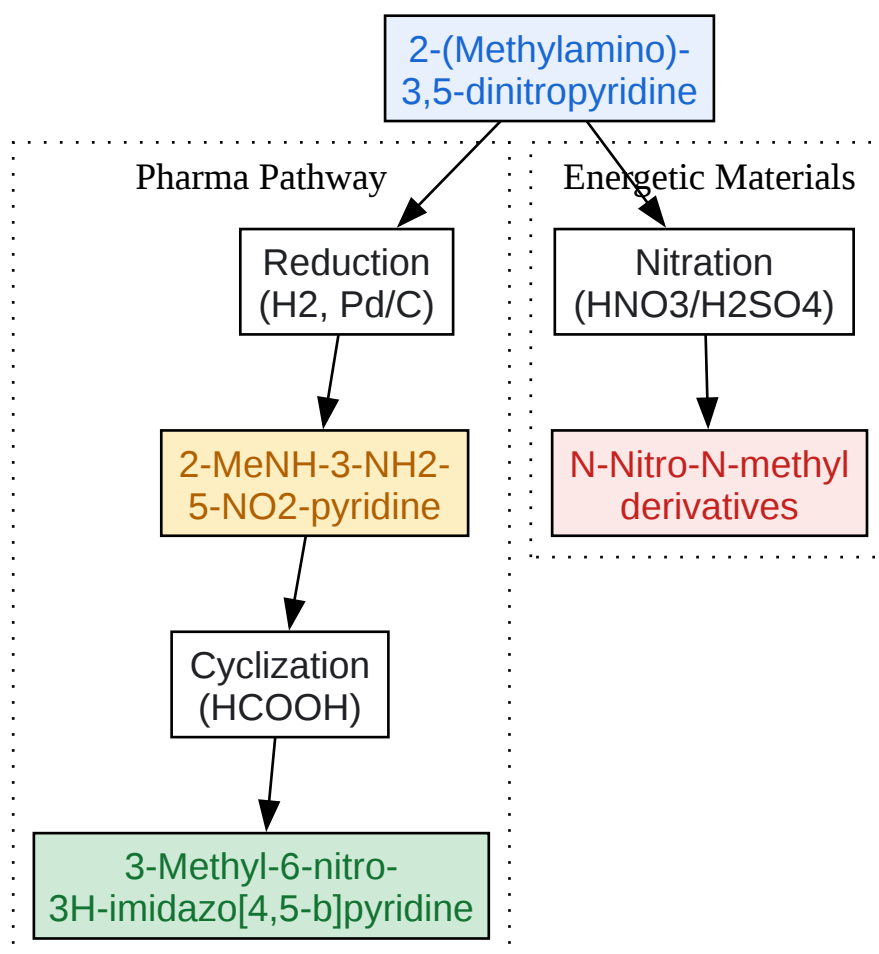 2-(Methylamino)-
3,5-dinitropyridine
Pharma Pathway
Energetic Materials
Reduction
(H2, Pd/C)
Nitration
(HNO3/H2SO4)
2-MeNH-3-NH2-
5-NO2-pyridine
N-Nitro-N-methyl
derivatives
Cyclization
(HCOOH)
3-Methyl-6-nitro-
3H-imidazo[4,5-b]pyridine